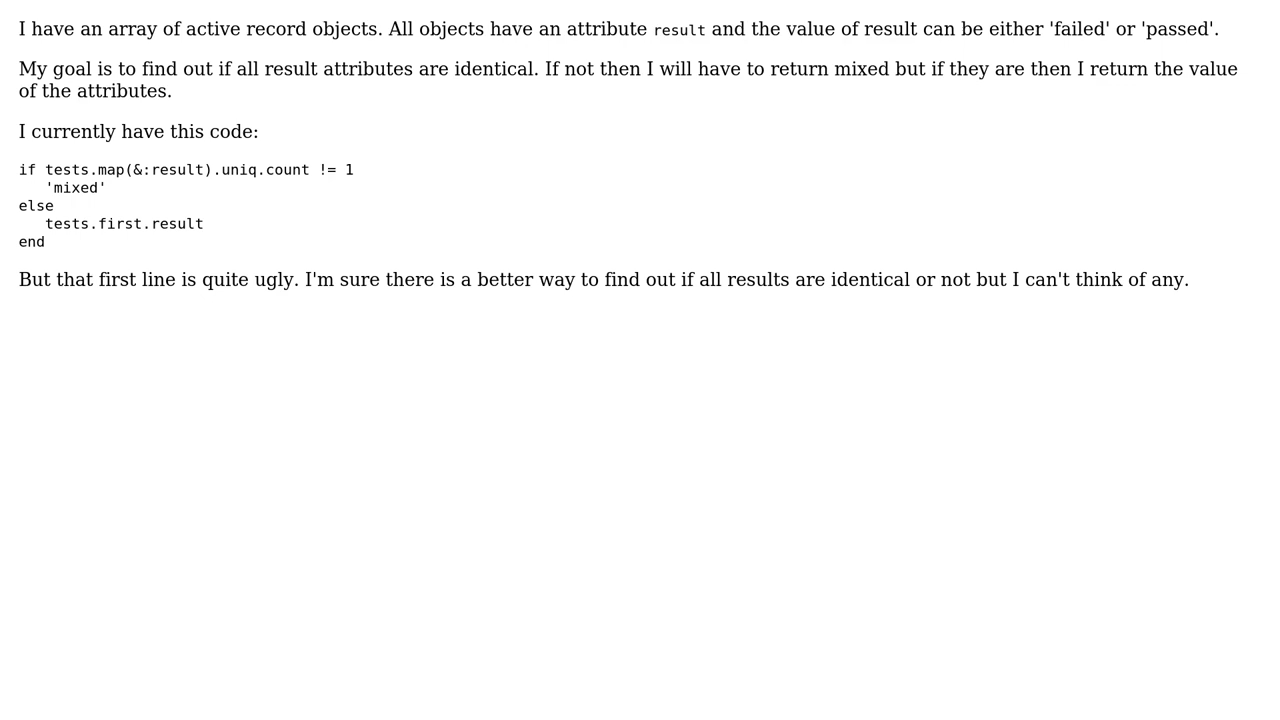 I have an array of active record objects. All objects have an attribute result and the value of result can be either 'failed' or 'passed'.
My goal is to find out if all result attributes are identical. If not then I will have to return mixed but if they are then I return the value
of the attributes.
I currently have this code:
if tests.map(&:result).uniq.count != 1
   'mixed'
else
   tests.first.result
end
But that first line is quite ugly. I'm sure there is a better way to find out if all results are identical or not but I can't think of any.